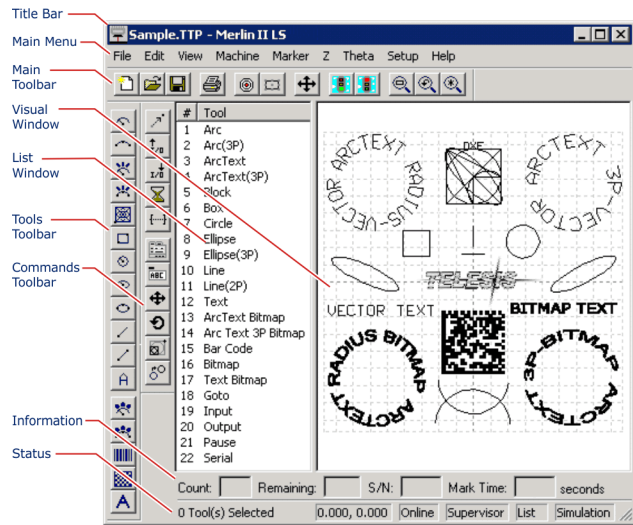 Title Bar
Sample.TTP - Merlin II LS
Main Menu
File Edit View Machine Marker Z Theta Setup Help
Main
Toolbar
Visual
Window
List
Window
Tools
Toolbar
Commands
Toolbar
Information
Status
# Tool
1 Arc
2 Arc(3P)
3 ArcText
4 ArcText(3P)
5 Block
6 Box
7 Circle
8 Ellipse
9 Ellipse(3P)
10 Line
11 Line(2P)
12 Text
13 ArcText Bitmap
14 Arc Text 3P Bitmap
15 Bar Code
16 Bitmap
17 Text Bitmap
18 Goto
19 Input
20 Output
21 Pause
22 Serial
ABC
A
A
RADIUS-VECTOR ARCTEXT
DXF
3P-VECTOR ARCTEXT
TELESIS
VECTOR TEXT
BITMAP TEXT
RADIUS BITMAP ARCTEXT
3P-BITMAP ARCTEXT
Count: Remaining: S/N: Mark Time: seconds
0 Tool(s) Selected 0.000, 0.000 Online Supervisor List Simulation